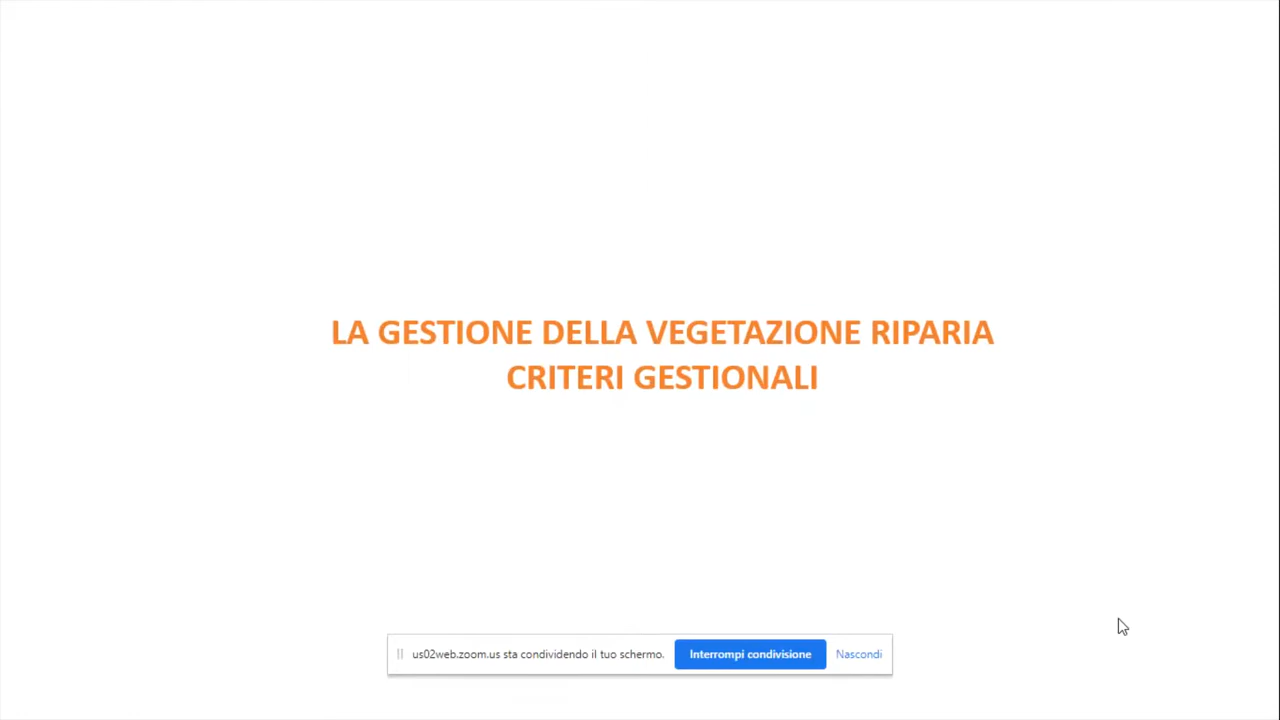 LA GESTIONE DELLA VEGETAZIONE RIPARIA
CRITERI GESTIONALI
us02web.zoom.us sta condividendo il tuo schermo. Interrompi condivisione Nascondi